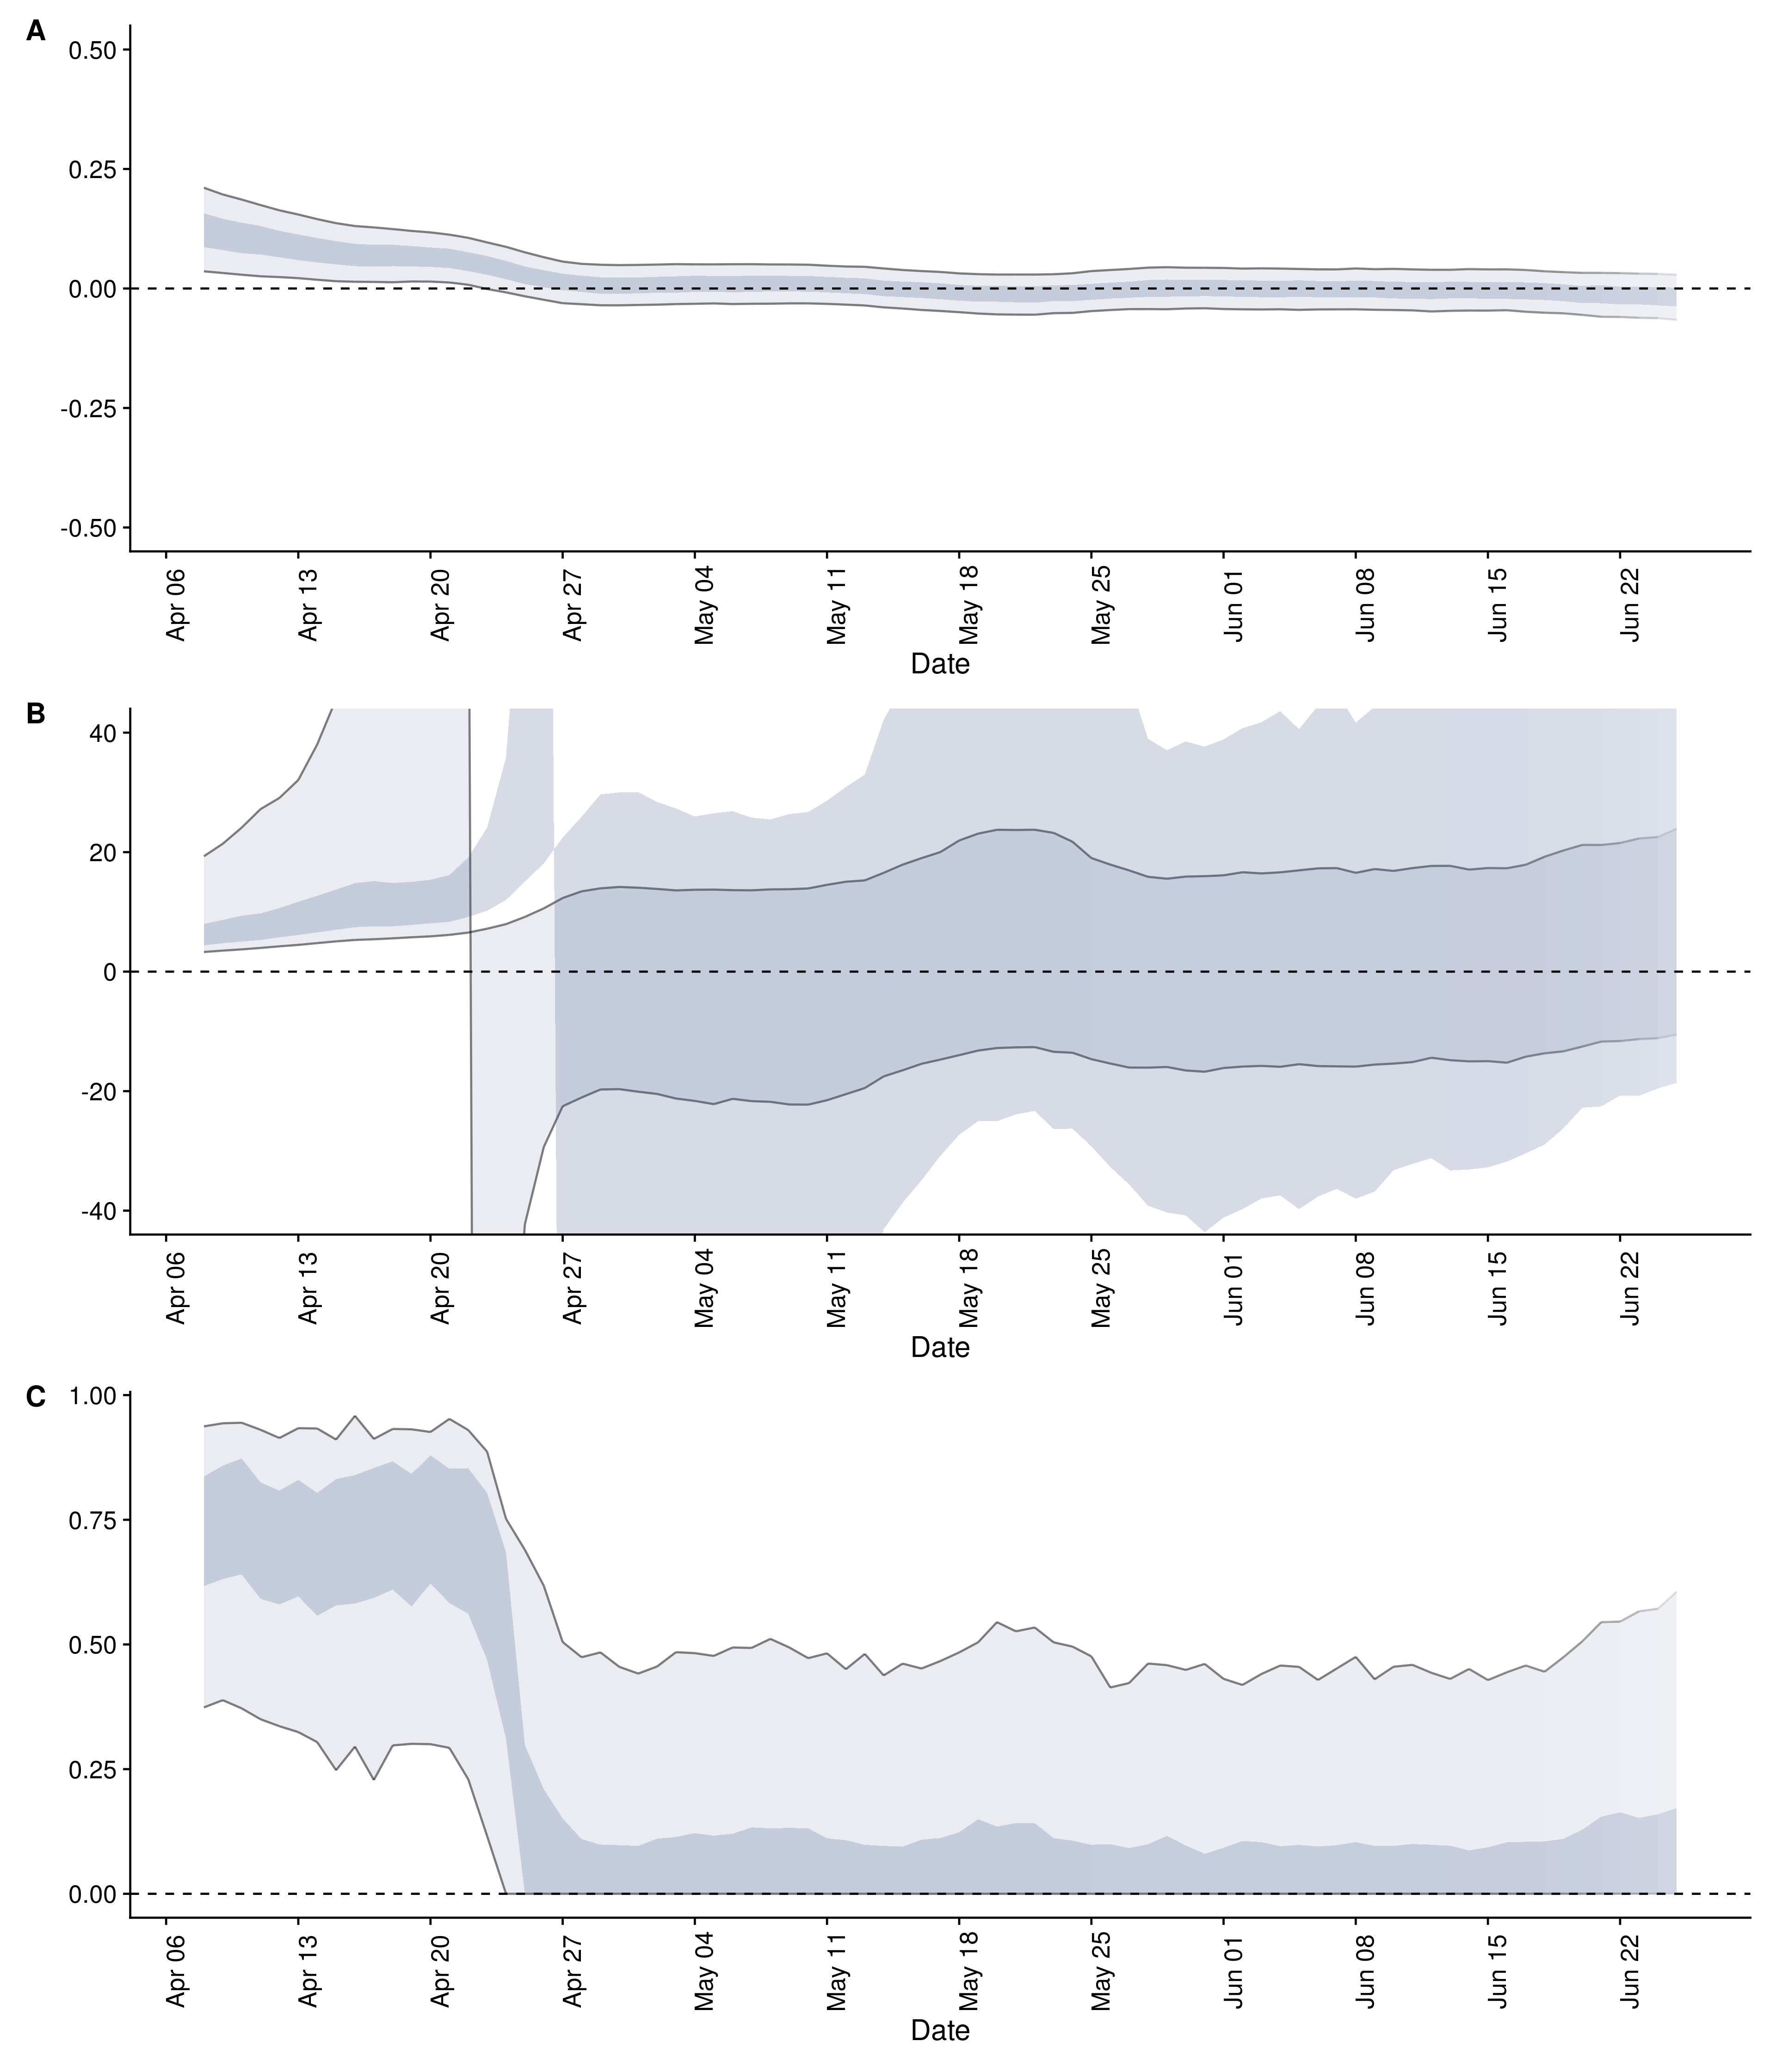 A
0.50
0.25
0.00
-0.25
-0.50
Apr 06
Apr 13
Apr 20
Apr 27
May 04
May 11
May 18
May 25
Jun 01
Jun 08
Jun 15
Jun 22
Date
B
40
20
0
-20
-40
Apr 06
Apr 13
Apr 20
Apr 27
May 04
May 11
May 18
May 25
Jun 01
Jun 08
Jun 15
Jun 22
Date
C
1.00
0.75
0.50
0.25
0.00
Apr 06
Apr 13
Apr 20
Apr 27
May 04
May 11
May 18
May 25
Jun 01
Jun 08
Jun 15
Jun 22
Date